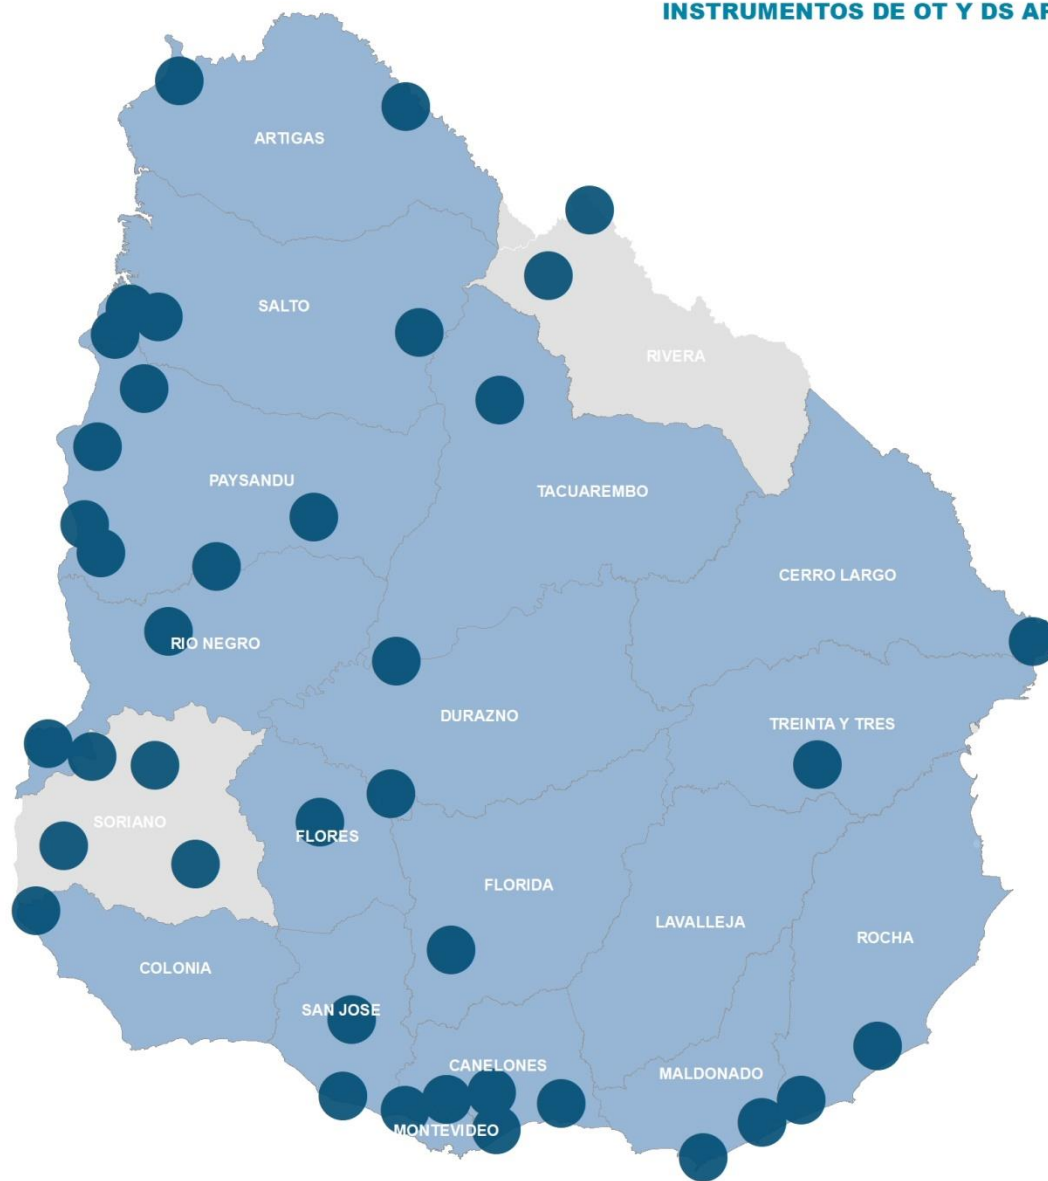 INSTRUMENTOS DE OT Y DS
ARTIGAS
SALTO
RIVERA
PAYSANDU
TACUAREMBO
CERRO LARGO
RIO NEGRO
DURAZNO
TREINTA Y TRES
SORIANO
FLORES
FLORIDA
LAVALLEJA
ROCHA
COLONIA
SAN JOSE
CANELONES
MALDONADO
MONTEVIDEO